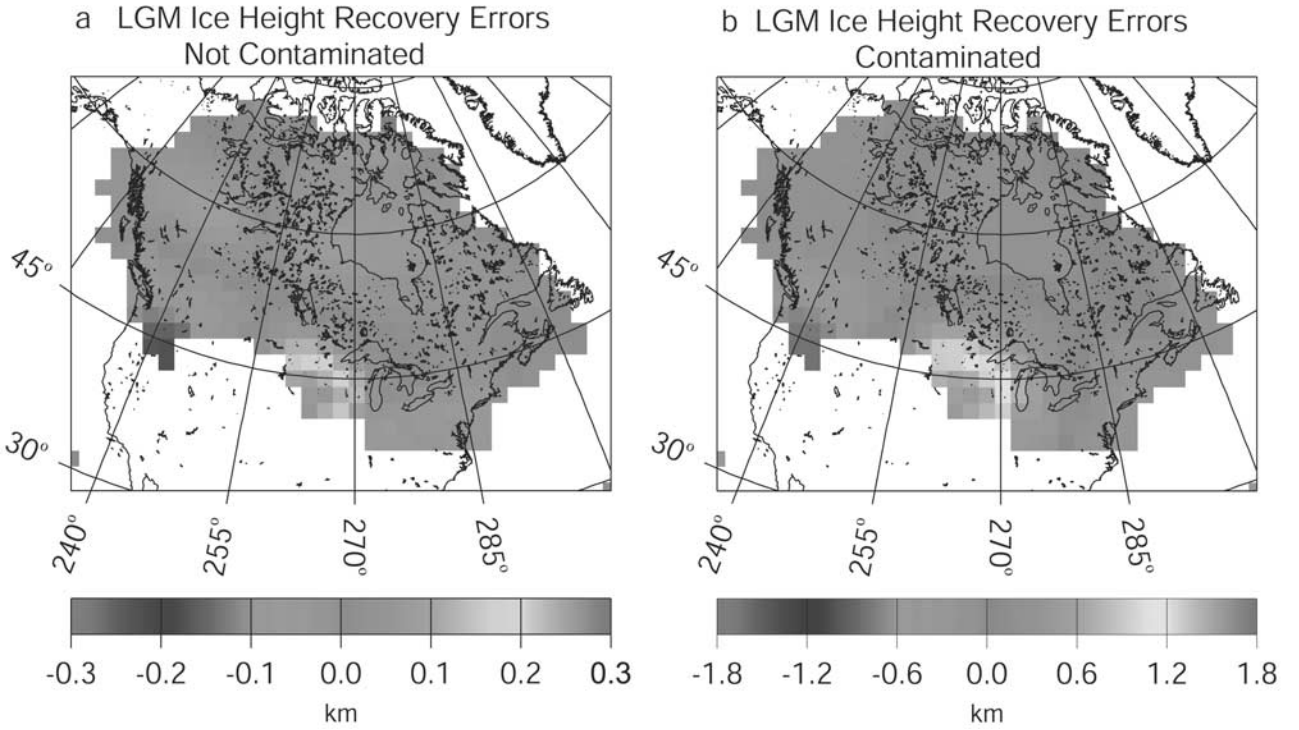 a LGM Ice Height Recovery Errors
Not Contaminated
b LGM Ice Height Recovery Errors
Contaminated
45°
30°
240°
255°
270°
285°
45°
30°
240°
255°
270°
285°
-0.3 -0.2 -0.1 0.0 0.1 0.2 0.3
km
-1.8 -1.2 -0.6 0.0 0.6 1.2 1.8
km